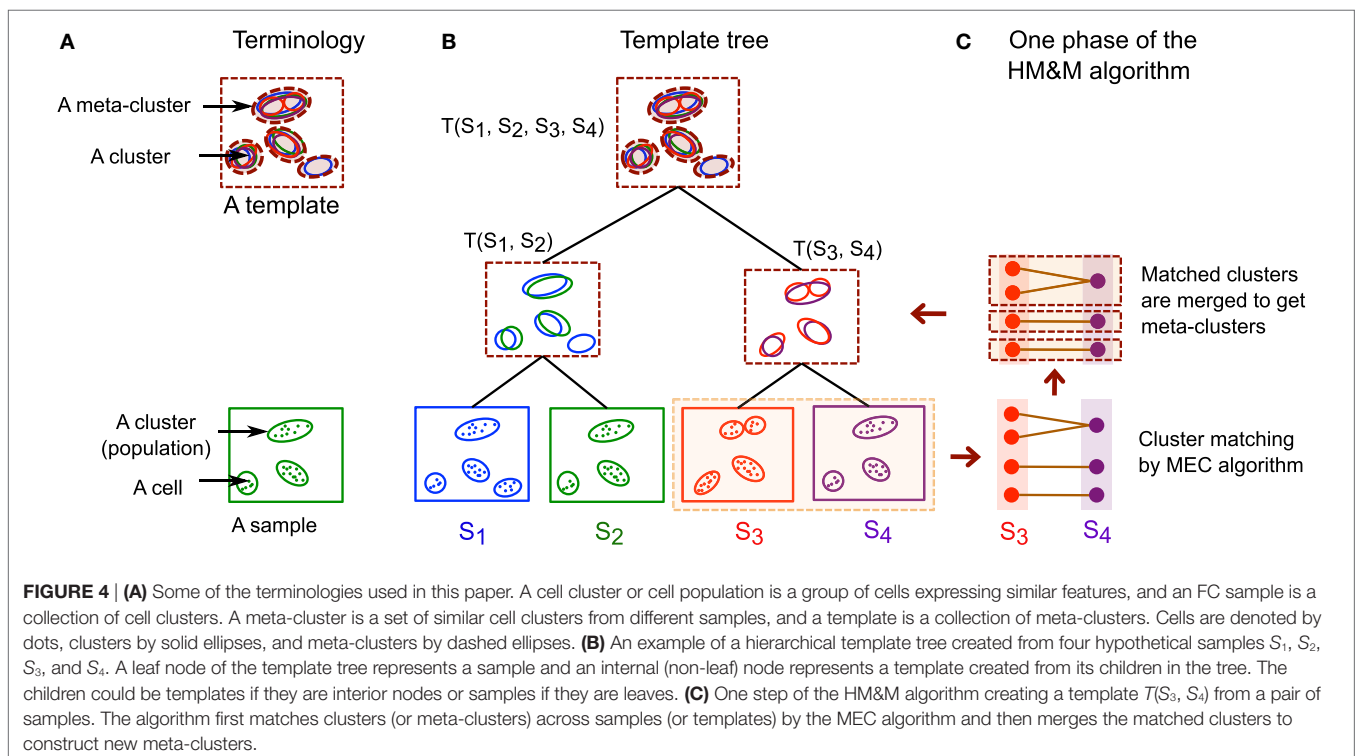 A Terminology
A meta-cluster
A cluster
A template
A cluster
(population)
A cell
A sample
B Template tree
T(S1, S2, S3, S4)
T(S1, S2)
T(S3, S4)
S1 S2 S3 S4
C One phase of the
HM&M algorithm
Matched clusters
are merged to get
meta-clusters
Cluster matching
by MEC algorithm
S3 S4
FIGURE 4 | (A) Some of the terminologies used in this paper. A cell cluster or cell population is a group of cells expressing similar features, and an FC sample is a
collection of cell clusters. A meta-cluster is a set of similar cell clusters from different samples, and a template is a collection of meta-clusters. Cells are denoted by
dots, clusters by solid ellipses, and meta-clusters by dashed ellipses. (B) An example of a hierarchical template tree created from four hypothetical samples S1, S2,
S3, and S4. A leaf node of the template tree represents a sample and an internal (non-leaf) node represents a template created from its children in the tree. The
children could be templates if they are interior nodes or samples if they are leaves. (C) One step of the HM&M algorithm creating a template T(S3, S4) from a pair of
samples. The algorithm first matches clusters (or meta-clusters) across samples (or templates) by the MEC algorithm and then merges the matched clusters to
construct new meta-clusters.